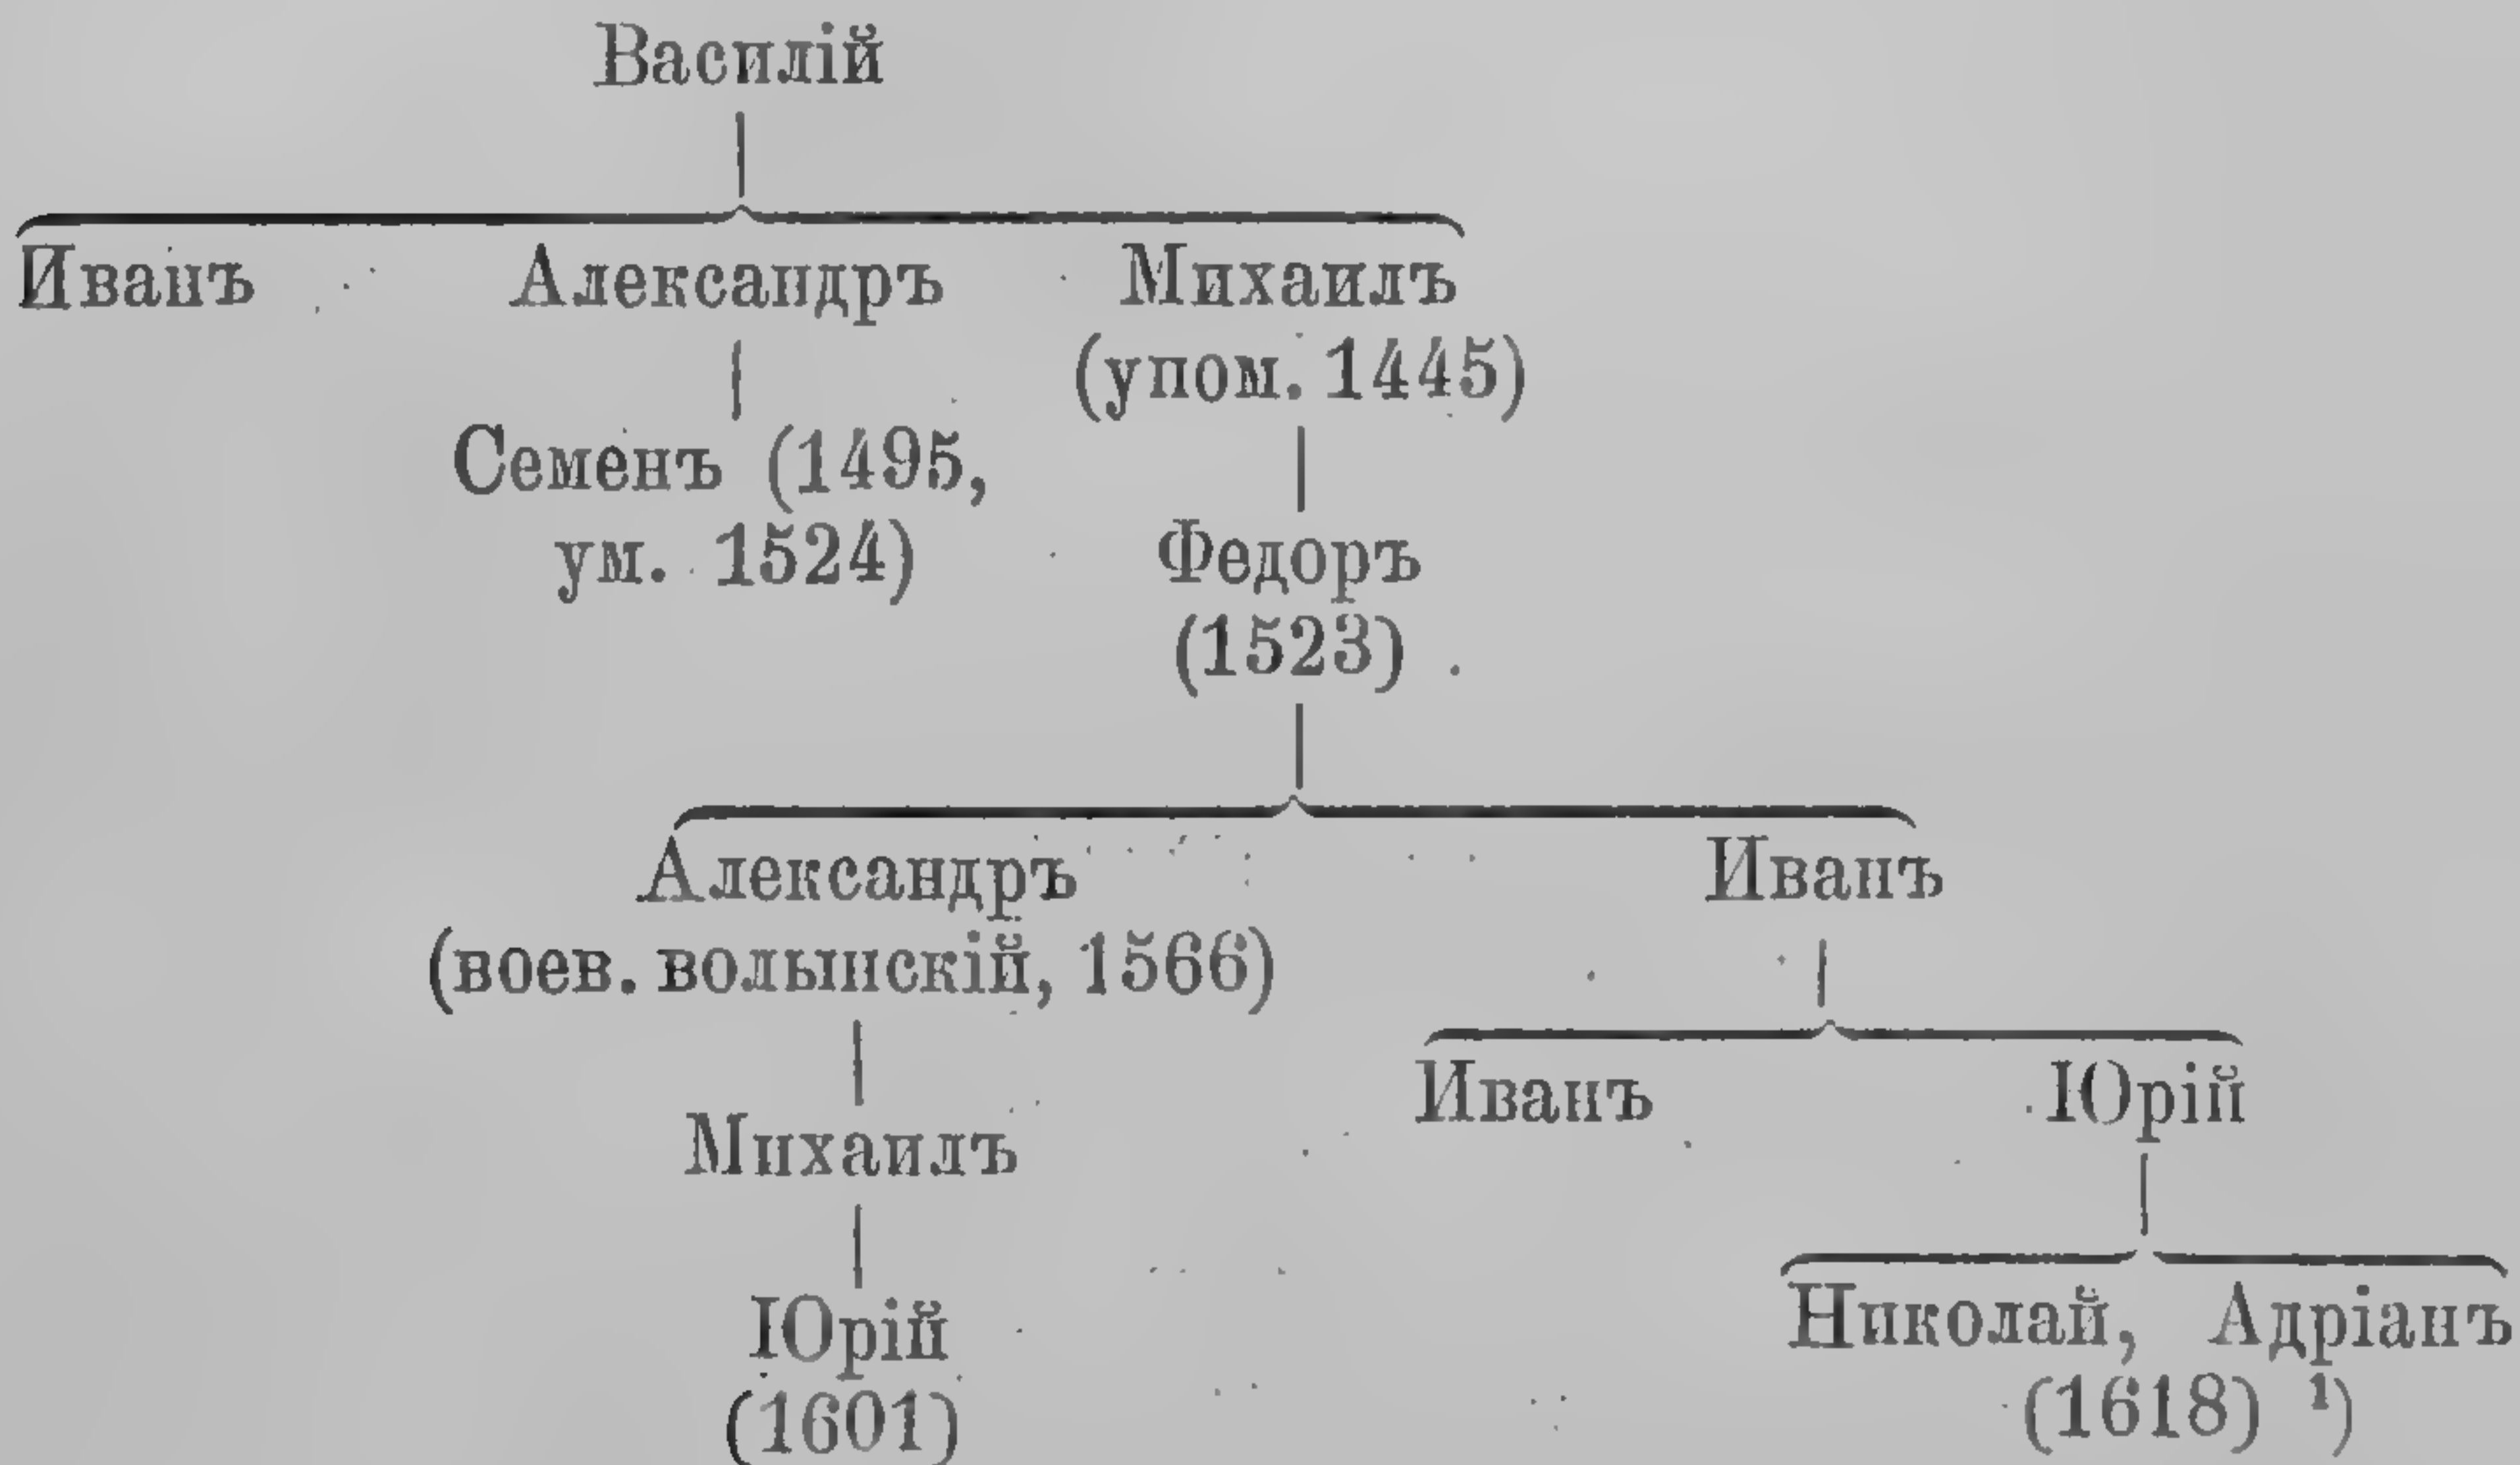 Василій
Иванъ Александръ Михаилъ
(упом. 1445)
Семенъ (1495,
ум. 1524)
Федоръ
(1523)
Александръ Иванъ
(воев. волынскій, 1566)
Иванъ Юрій
Михаилъ
Юрій Николай, Адріанъ
(1601) (1618) ¹)